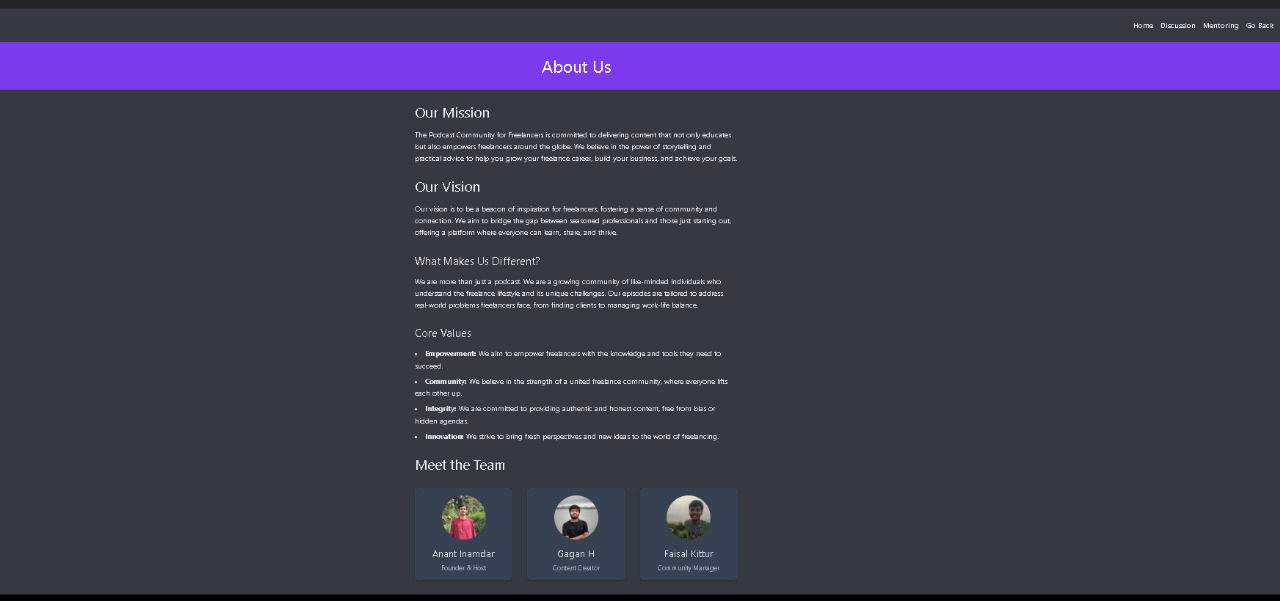 Home Discussion Mentoring Go Back
About Us
Our Mission
The Podcast Community for Freelancers is committed to delivering content that not only educates
but also empowers freelancers around the globe. We believe in the power of storytelling and
practical advice to help you grow your freelance career, build your business, and achieve your goals.
Our Vision
Our vision is to be a beacon of inspiration for freelancers, fostering a sense of community and
connection. We aim to bridge the gap between seasoned professionals and those just starting out,
offering a platform where everyone can learn, share, and thrive.
What Makes Us Different?
We are more than just a podcast. We are a growing community of like-minded individuals who
understand the freelance lifestyle and its unique challenges. Our episodes are tailored to address
real-world problems freelancers face, from finding clients to managing work-life balance.
Core Values
• Empowerment: We aim to empower freelancers with the knowledge and tools they need to
succeed.
• Community: We believe in the strength of a united freelance community, where everyone lifts
each other up.
• Integrity: We are committed to providing authentic and honest content, free from bias or
hidden agendas.
• Innovation: We strive to bring fresh perspectives and new ideas to the world of freelancing.
Meet the Team
Anant Inamdar
Founder & Host
Gagan H
Content Creator
Faisal Kittur
Community Manager